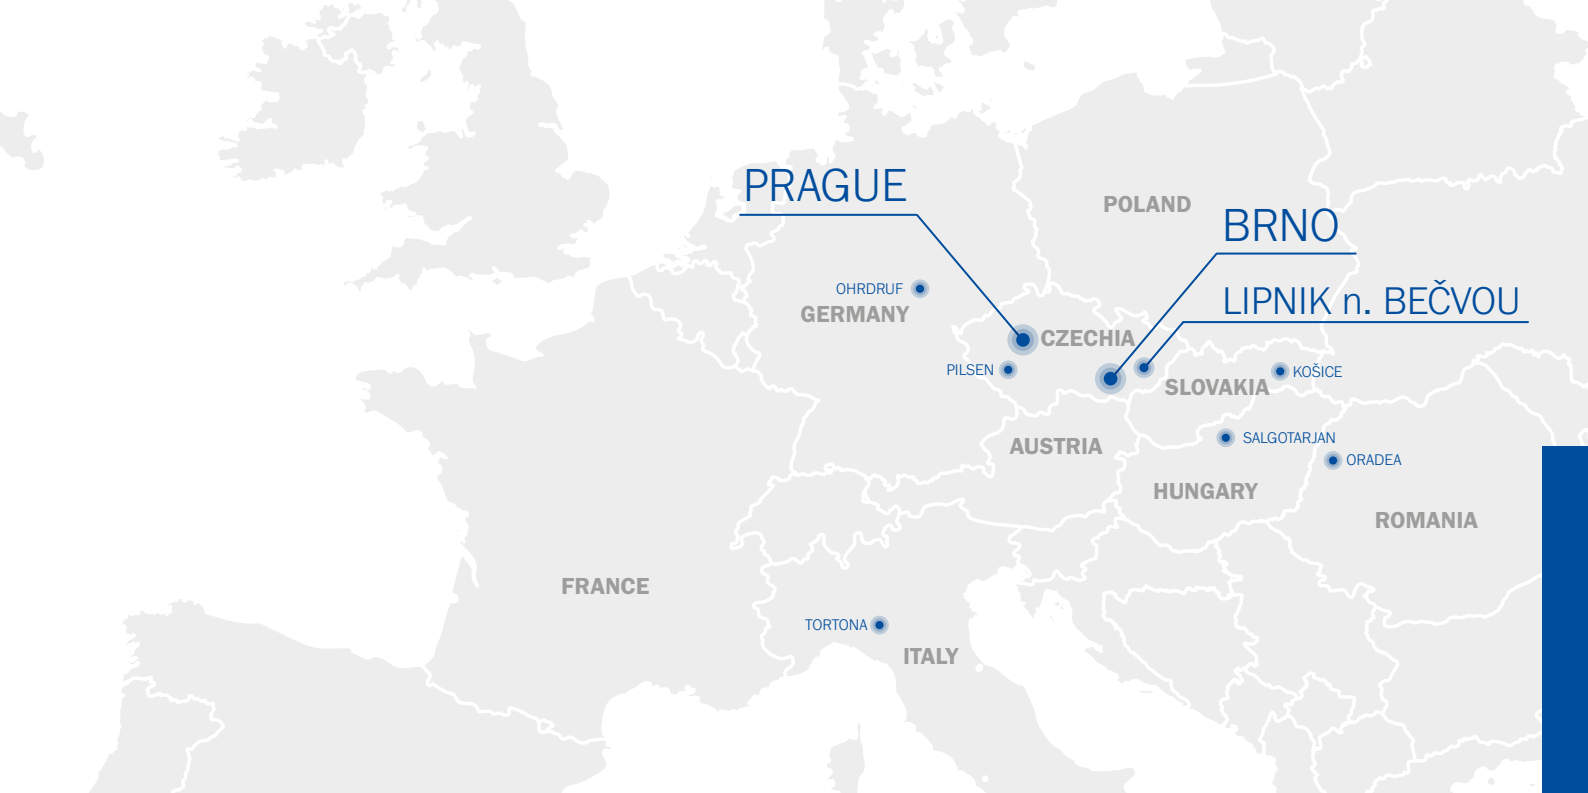 PRAGUE
POLAND
BRNO
OHRDRUF
GERMANY
LIPNIK n. BEČVOU
CZECHIA
PILSEN
SLOVAKIA
KOŠICE
AUSTRIA
SALGOTARJAN
ORADEA
HUNGARY
ROMANIA
FRANCE
TORTONA
ITALY